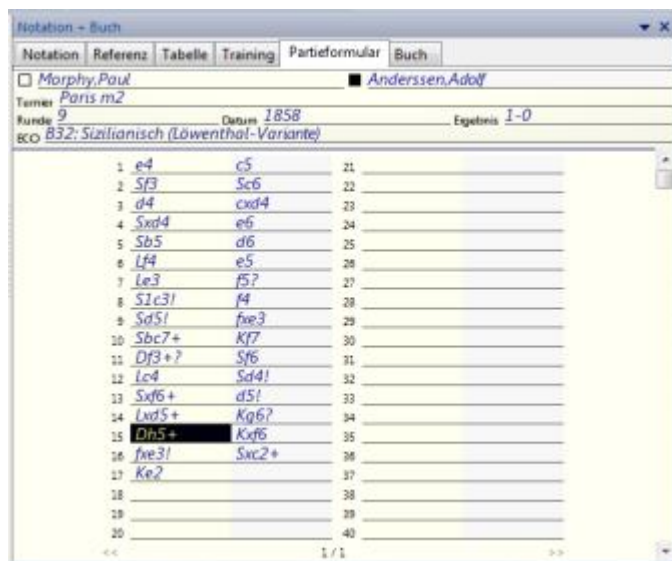 Notation - Buch
Notation Referenz Tabelle Training Partieformular Buch
Morphy,Paul Anderssen,Adolf
Turnier Paris m2
Runde 9 Datum 1858 Ergebnis 1-0
ECO B32: Sizilianisch (Löwenthal-Variante)
1 e4 c5 21
2 Sf3 Sc6 22
3 d4 cxd4 23
4 Sxd4 e6 24
5 Sb5 d6 25
6 Lf4 e5 26
7 Le3 f5? 27
8 S1c3! f4 28
9 Sd5! fxe3 29
10 Sbc7+ Kf7 30
11 Df3+? Sf6 31
12 Lc4 Sd4! 32
13 Sxf6+ d5! 33
14 Lxd5+ Kg6? 34
15 Dh5+ Kxf6 35
16 fxe3! Sxc2+ 36
17 Ke2 37
18 38
19 39
20 40
<< 1 / 1 >>